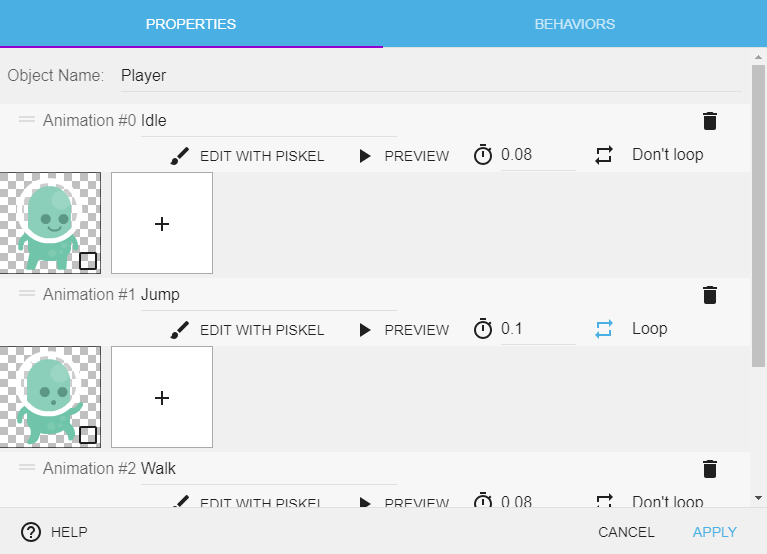 PROPERTIES BEHAVIORS
Object Name: Player
Animation #0 Idle
EDIT WITH PISKEL PREVIEW 0.08 Don't loop
+
Animation #1 Jump
EDIT WITH PISKEL PREVIEW 0.1 Loop
+
Animation #2 Walk
EDIT WITH PISKEL PREVIEW 0.08 Don't loop
? HELP CANCEL APPLY